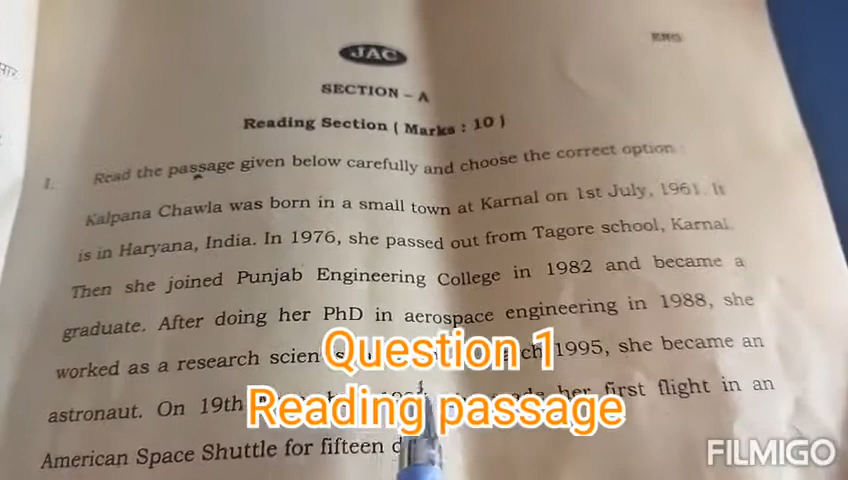 ENG
JAC
SECTION – A
Reading Section ( Marks : 10 )
1. Read the passage given below carefully and choose the correct option
Kalpana Chawla was born in a small town at Karnal on 1st July, 1961. It
is in Haryana, India. In 1976, she passed out from Tagore school, Karnal.
Then she joined Punjab Engineering College in 1982 and became a
graduate. After doing her PhD in aerospace engineering in 1988, she
worked as a research 1995, she became an
astronaut. On 19th her first flight in an
American Space Shuttle for fifteen
Question 1
Reading passage
FILMIGO